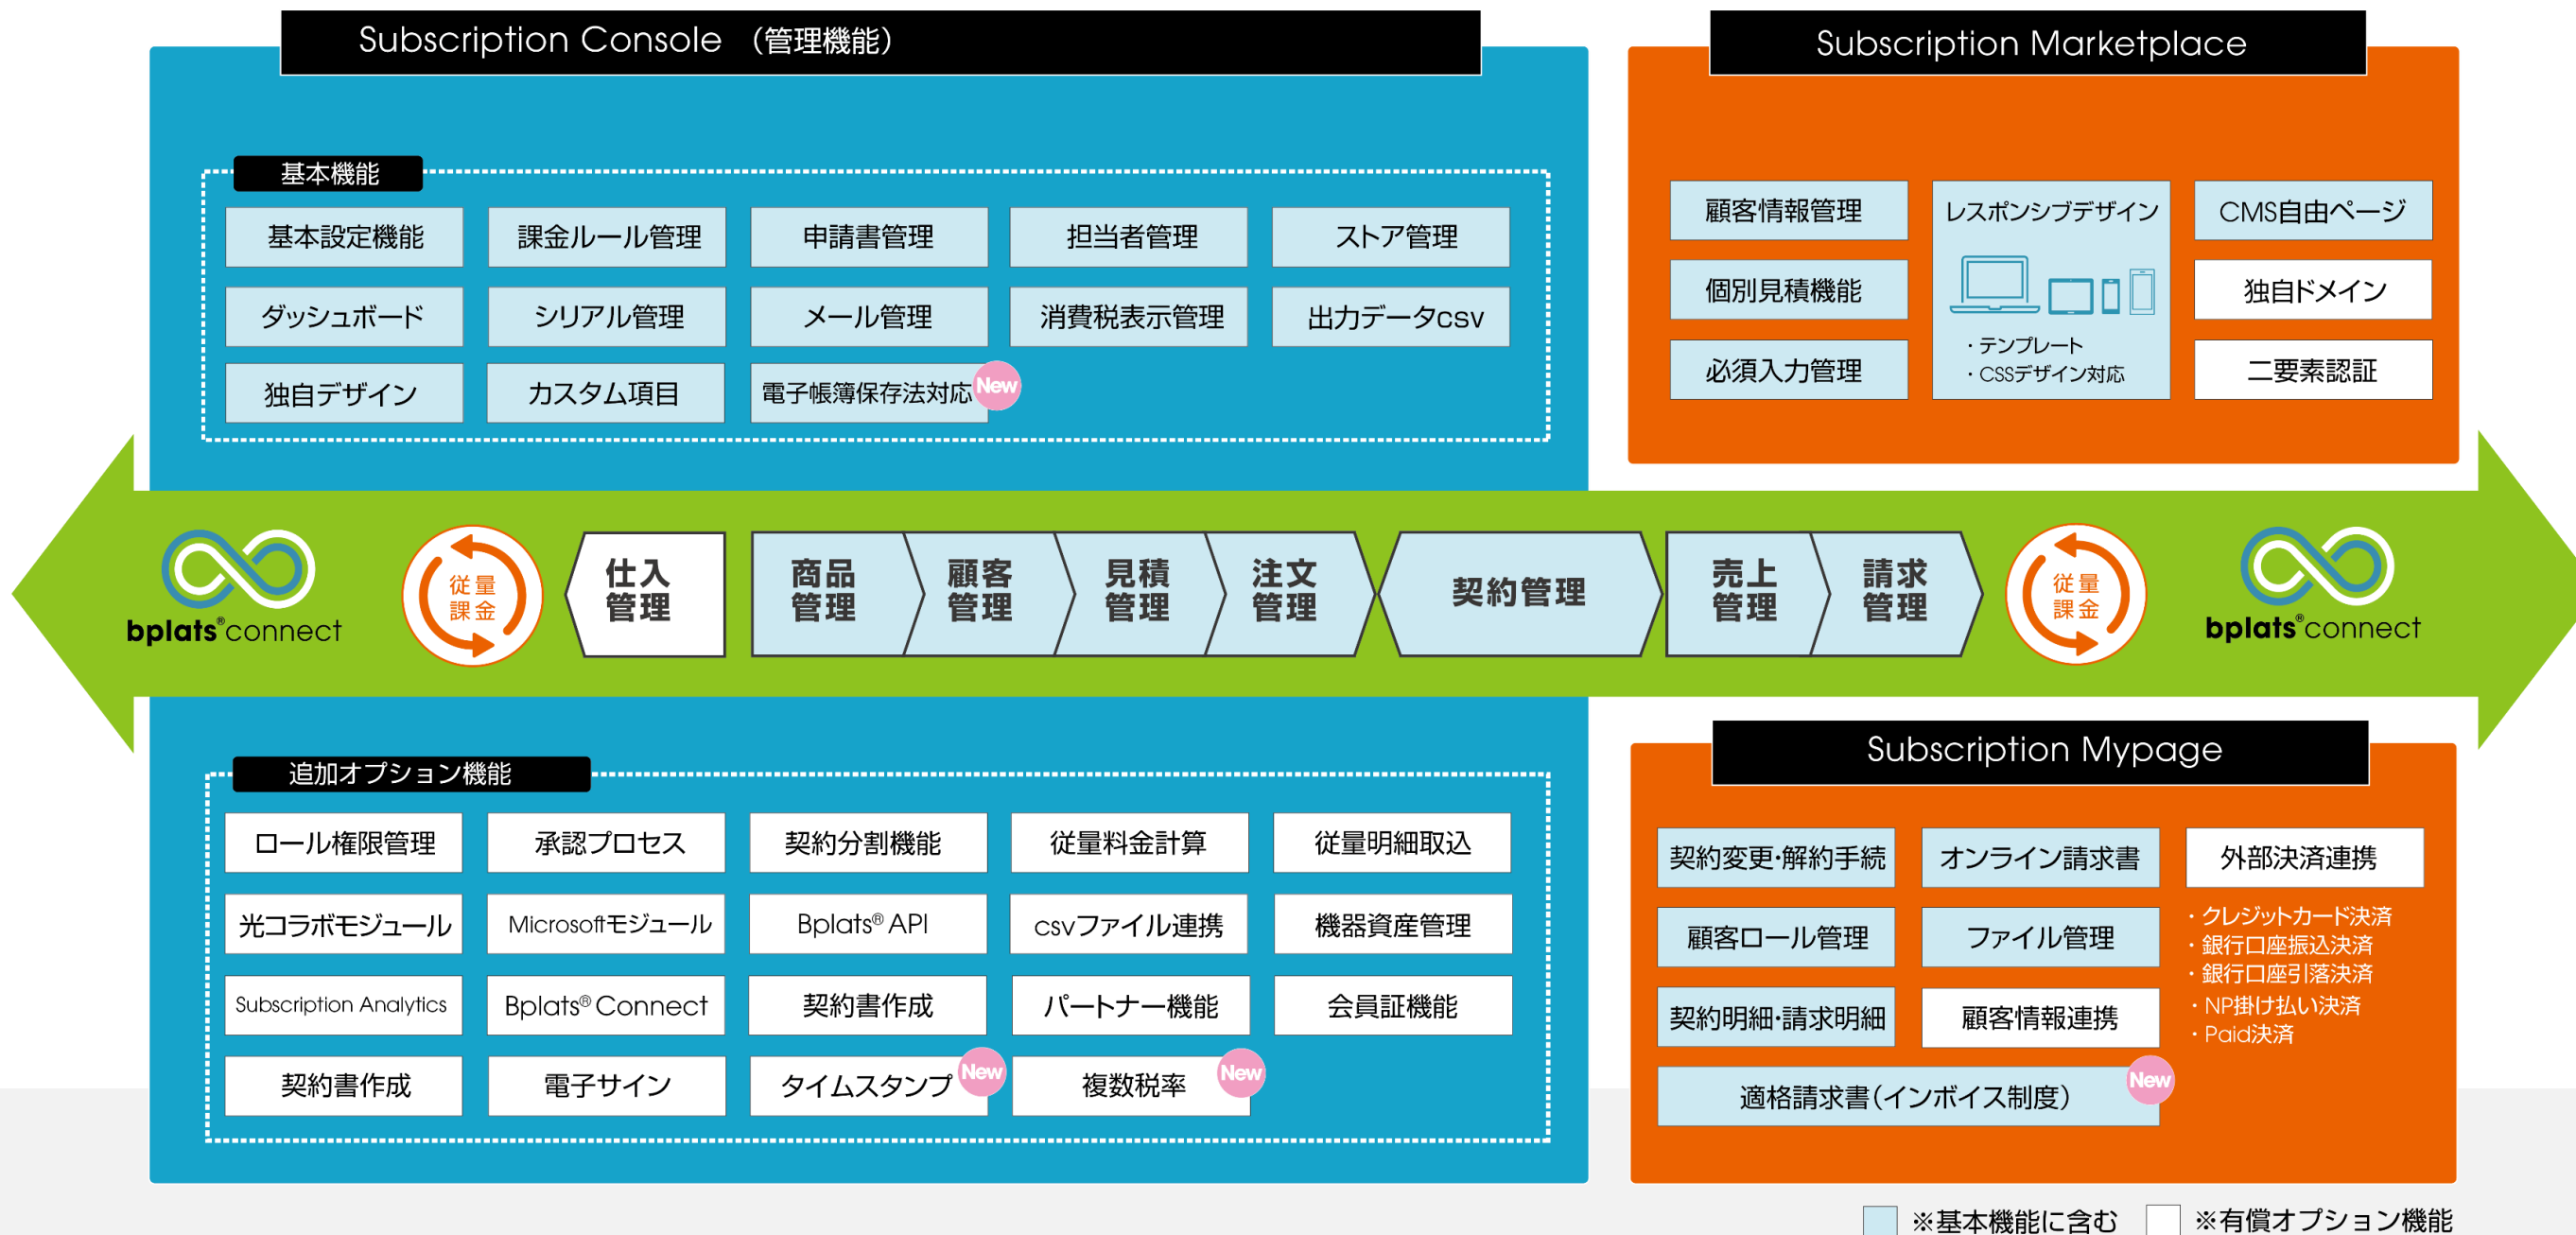 Subscription Console （管理機能）
基本機能
基本設定機能
課金ルール管理
申請書管理
担当者管理
ストア管理
ダッシュボード
シリアル管理
メール管理
消費税表示管理
出力データcsv
独自デザイン
カスタム項目
電子帳簿保存法対応
New
Subscription Marketplace
顧客情報管理
レスポンシブデザイン
・テンプレート
・CSSデザイン対応
CMS自由ページ
個別見積機能
独自ドメイン
必須入力管理
二要素認証
bplats®connect
従量
課金
仕入
管理
商品
管理
顧客
管理
見積
管理
注文
管理
契約管理
売上
管理
請求
管理
従量
課金
bplats®connect
追加オプション機能
ロール権限管理
承認プロセス
契約分割機能
従量料金計算
従量明細取込
光コラボモジュール
Microsoftモジュール
Bplats® API
csvファイル連携
機器資産管理
Subscription Analytics
Bplats® Connect
契約書作成
パートナー機能
会員証機能
契約書作成
電子サイン
タイムスタンプ
New
複数税率
New
Subscription Mypage
契約変更・解約手続
オンライン請求書
外部決済連携
・クレジットカード決済
・銀行口座振込決済
・銀行口座引落決済
・NP掛け払い決済
・Paid決済
顧客ロール管理
ファイル管理
契約明細・請求明細
顧客情報連携
適格請求書（インボイス制度）
New
※基本機能に含む
※有償オプション機能